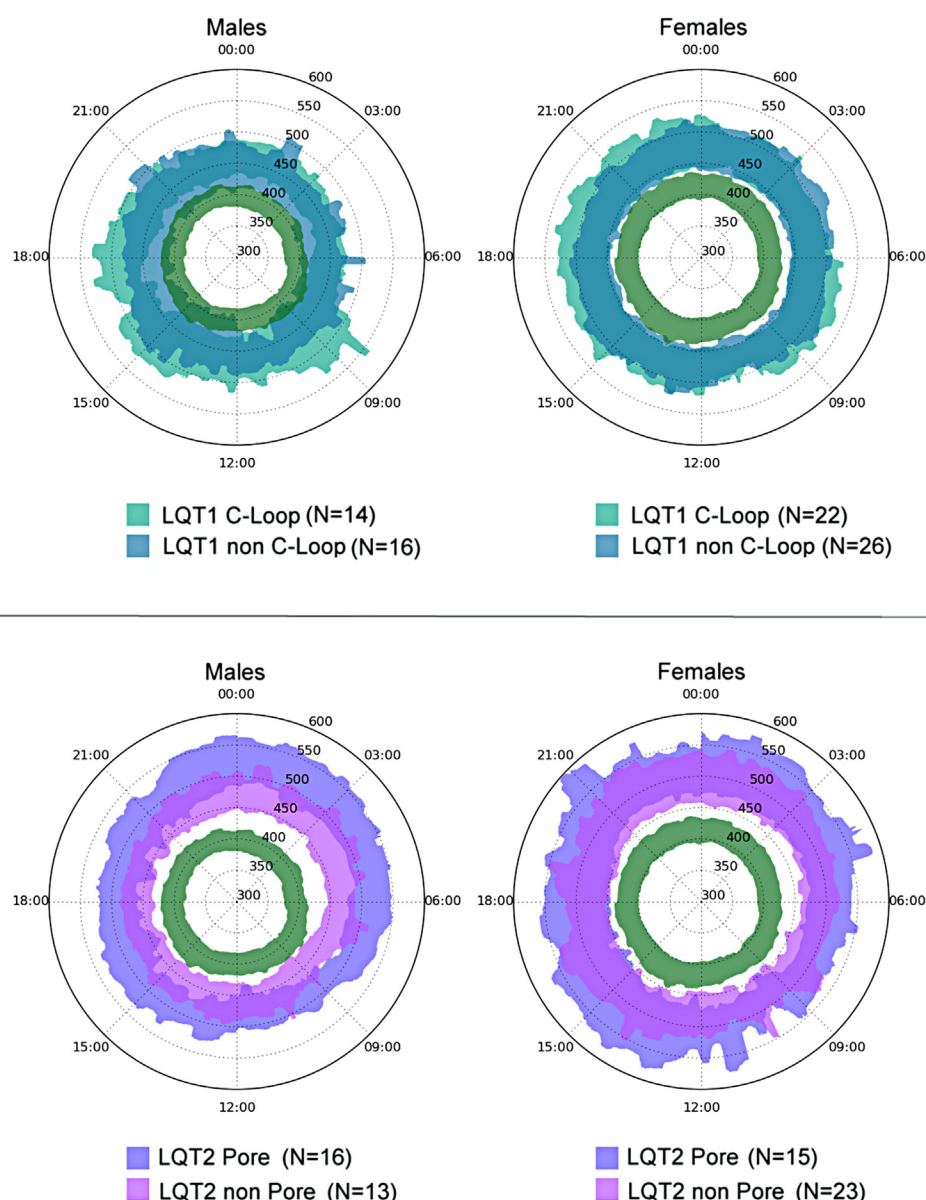 Males Females
00:00 00:00
600 600
21:00 550 03:00 21:00 550 03:00
500 500
450 450
400 400
350 350
18:00 300 06:00 18:00 300 06:00
15:00 09:00 15:00 09:00
12:00 12:00
LQT1 C-Loop (N=14) LQT1 C-Loop (N=22)
LQT1 non C-Loop (N=16) LQT1 non C-Loop (N=26)
Males Females
00:00 00:00
600 600
21:00 550 03:00 21:00 550 03:00
500 500
450 450
400 400
350 350
18:00 300 06:00 18:00 300 06:00
15:00 09:00 15:00 09:00
12:00 12:00
LQT2 Pore (N=16) LQT2 Pore (N=15)
LQT2 non Pore (N=13) LQT2 non Pore (N=23)